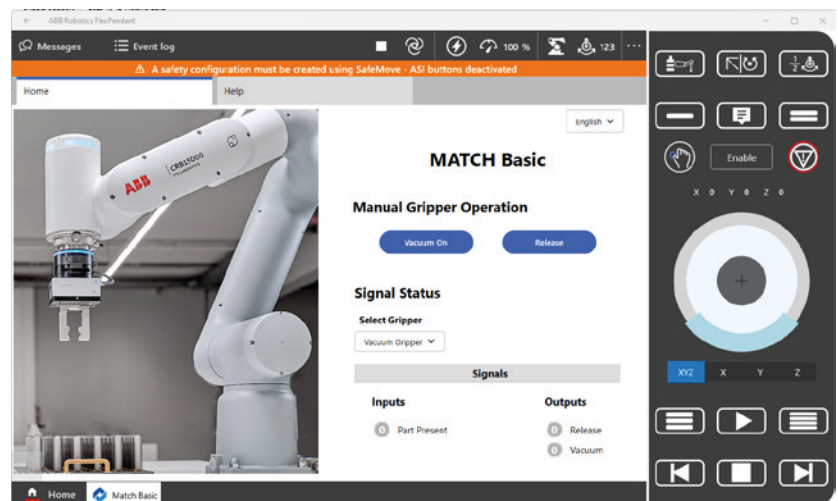 ABB Robotics FlexPendant
Messages
Event log
100 %
123
A safety configuration must be created using SafeMove - ASI buttons deactivated
Home
Help
English
ABB
CRB15000
MATCH Basic
Manual Gripper Operation
Vacuum On
Release
Signal Status
Select Gripper
Vacuum Gripper
Signals
Inputs
Outputs
0 Part Present
0 Release
0 Vacuum
Home
Match Basic
Enable
X 0 Y 0 Z 0
XYZ X Y Z